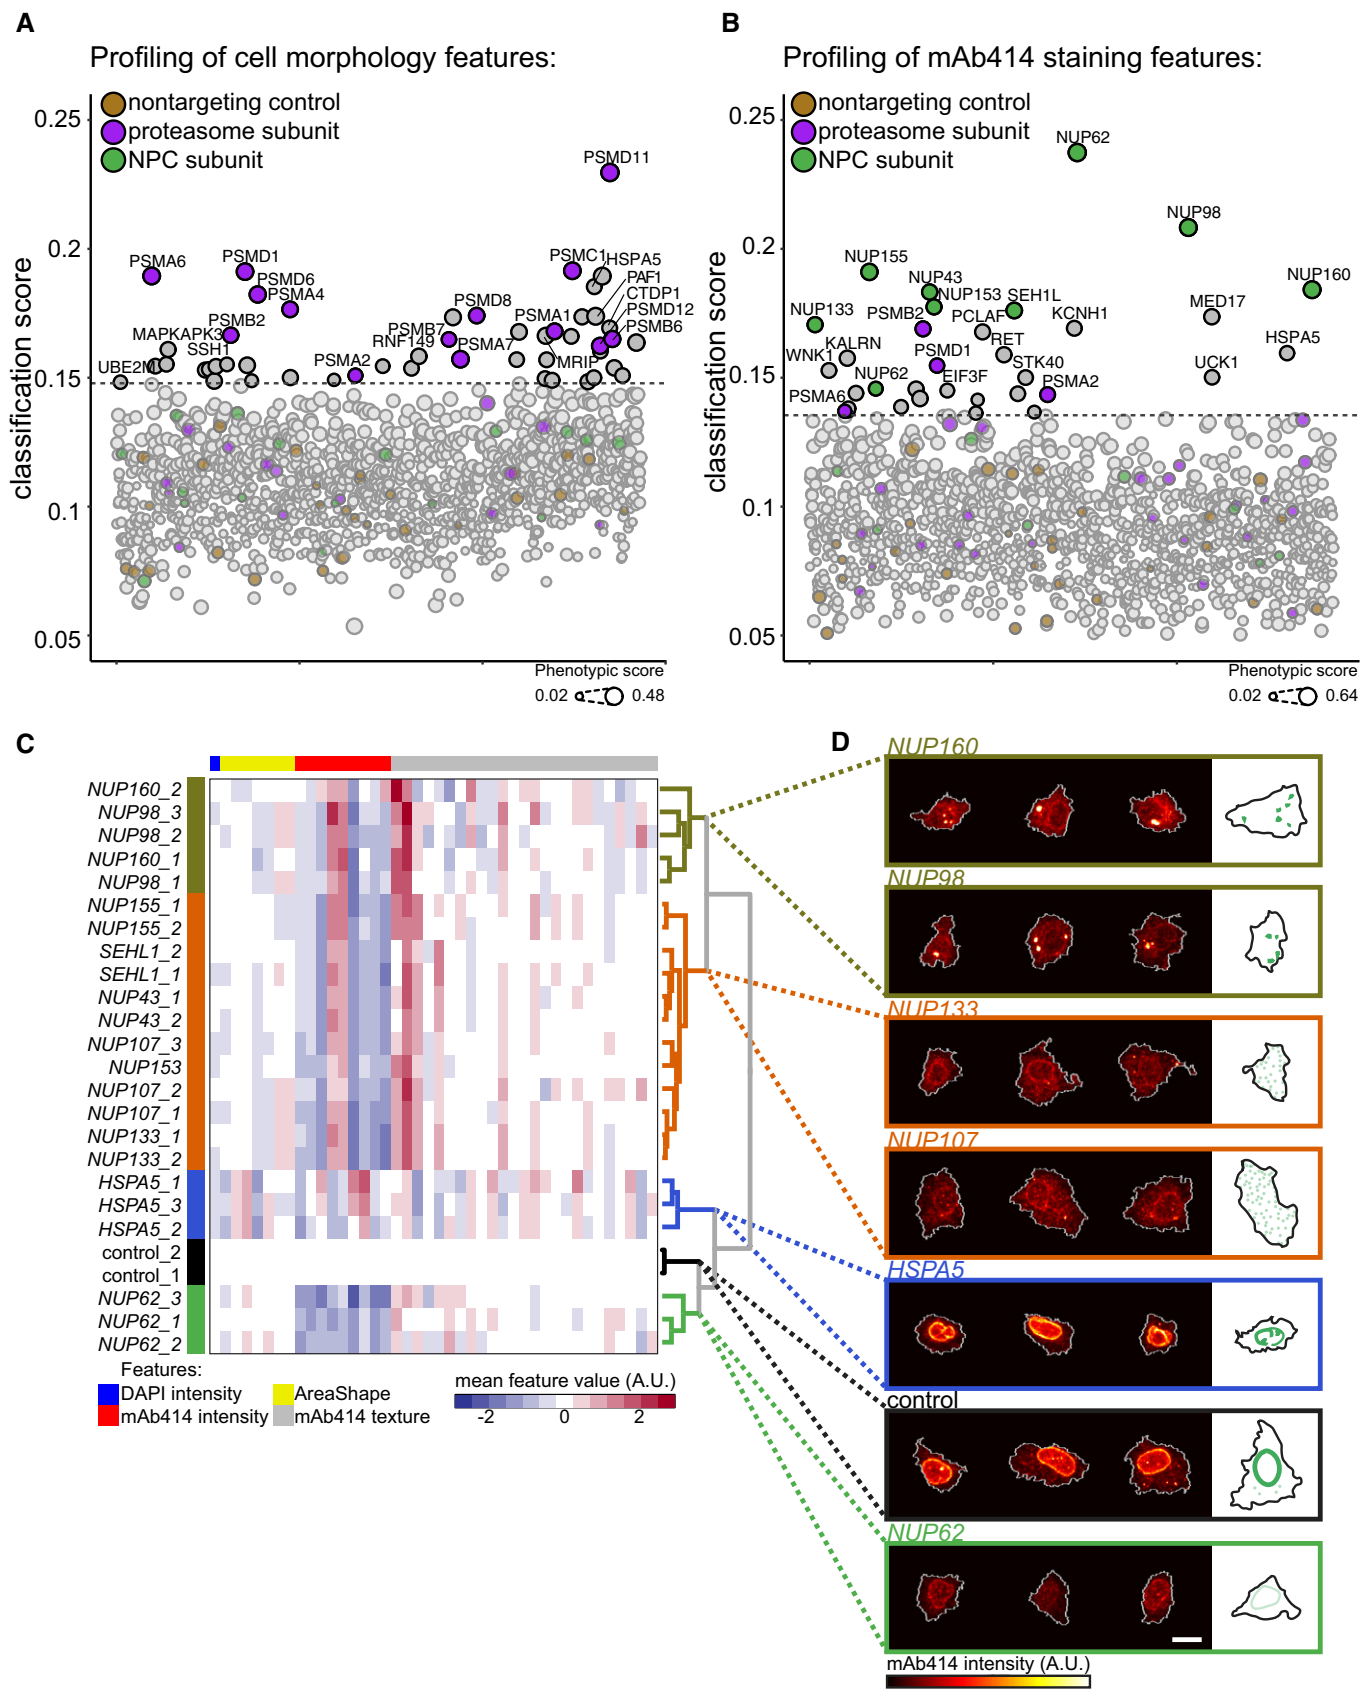 A
Profiling of cell morphology features:
nontargeting control
proteasome subunit
NPC subunit
classification score
0.25
0.2
0.15
0.1
0.05
PSMD11
PSMA6
PSMD1
PSMD6
PSMA4
PSMB2
MAPKAPK3
SSH1
UBE2M
PSMC1
HSPA5
PAF1
CTDP1
PSMD12
PSMB6
PSMD8
PSMA1
PSMB7
RNF149
PSMA7
PSMA2
MRIP
Phenotypic score
0.02 0.48
B
Profiling of mAb414 staining features:
nontargeting control
proteasome subunit
NPC subunit
classification score
0.25
0.2
0.15
0.1
0.05
NUP62
NUP98
NUP155
NUP160
NUP43
NUP153
SEH1L
NUP133
PSMB2
PCLAF
KCNH1
MED17
KALRN
RET
HSPA5
WNK1
PSMD1
STK40
UCK1
NUP62
EIF3F
PSMA2
PSMA6
Phenotypic score
0.02 0.64
C
NUP160_2
NUP98_3
NUP98_2
NUP160_1
NUP98_1
NUP155_1
NUP155_2
SEHL1_2
SEHL1_1
NUP43_1
NUP43_2
NUP107_3
NUP153
NUP107_2
NUP107_1
NUP133_1
NUP133_2
HSPA5_1
HSPA5_3
HSPA5_2
control_2
control_1
NUP62_3
NUP62_1
NUP62_2
Features:
DAPI intensity
AreaShape
mAb414 intensity
mAb414 texture
mean feature value (A.U.)
-2 0 2
D
NUP160
NUP98
NUP133
NUP107
HSPA5
control
NUP62
mAb414 intensity (A.U.)